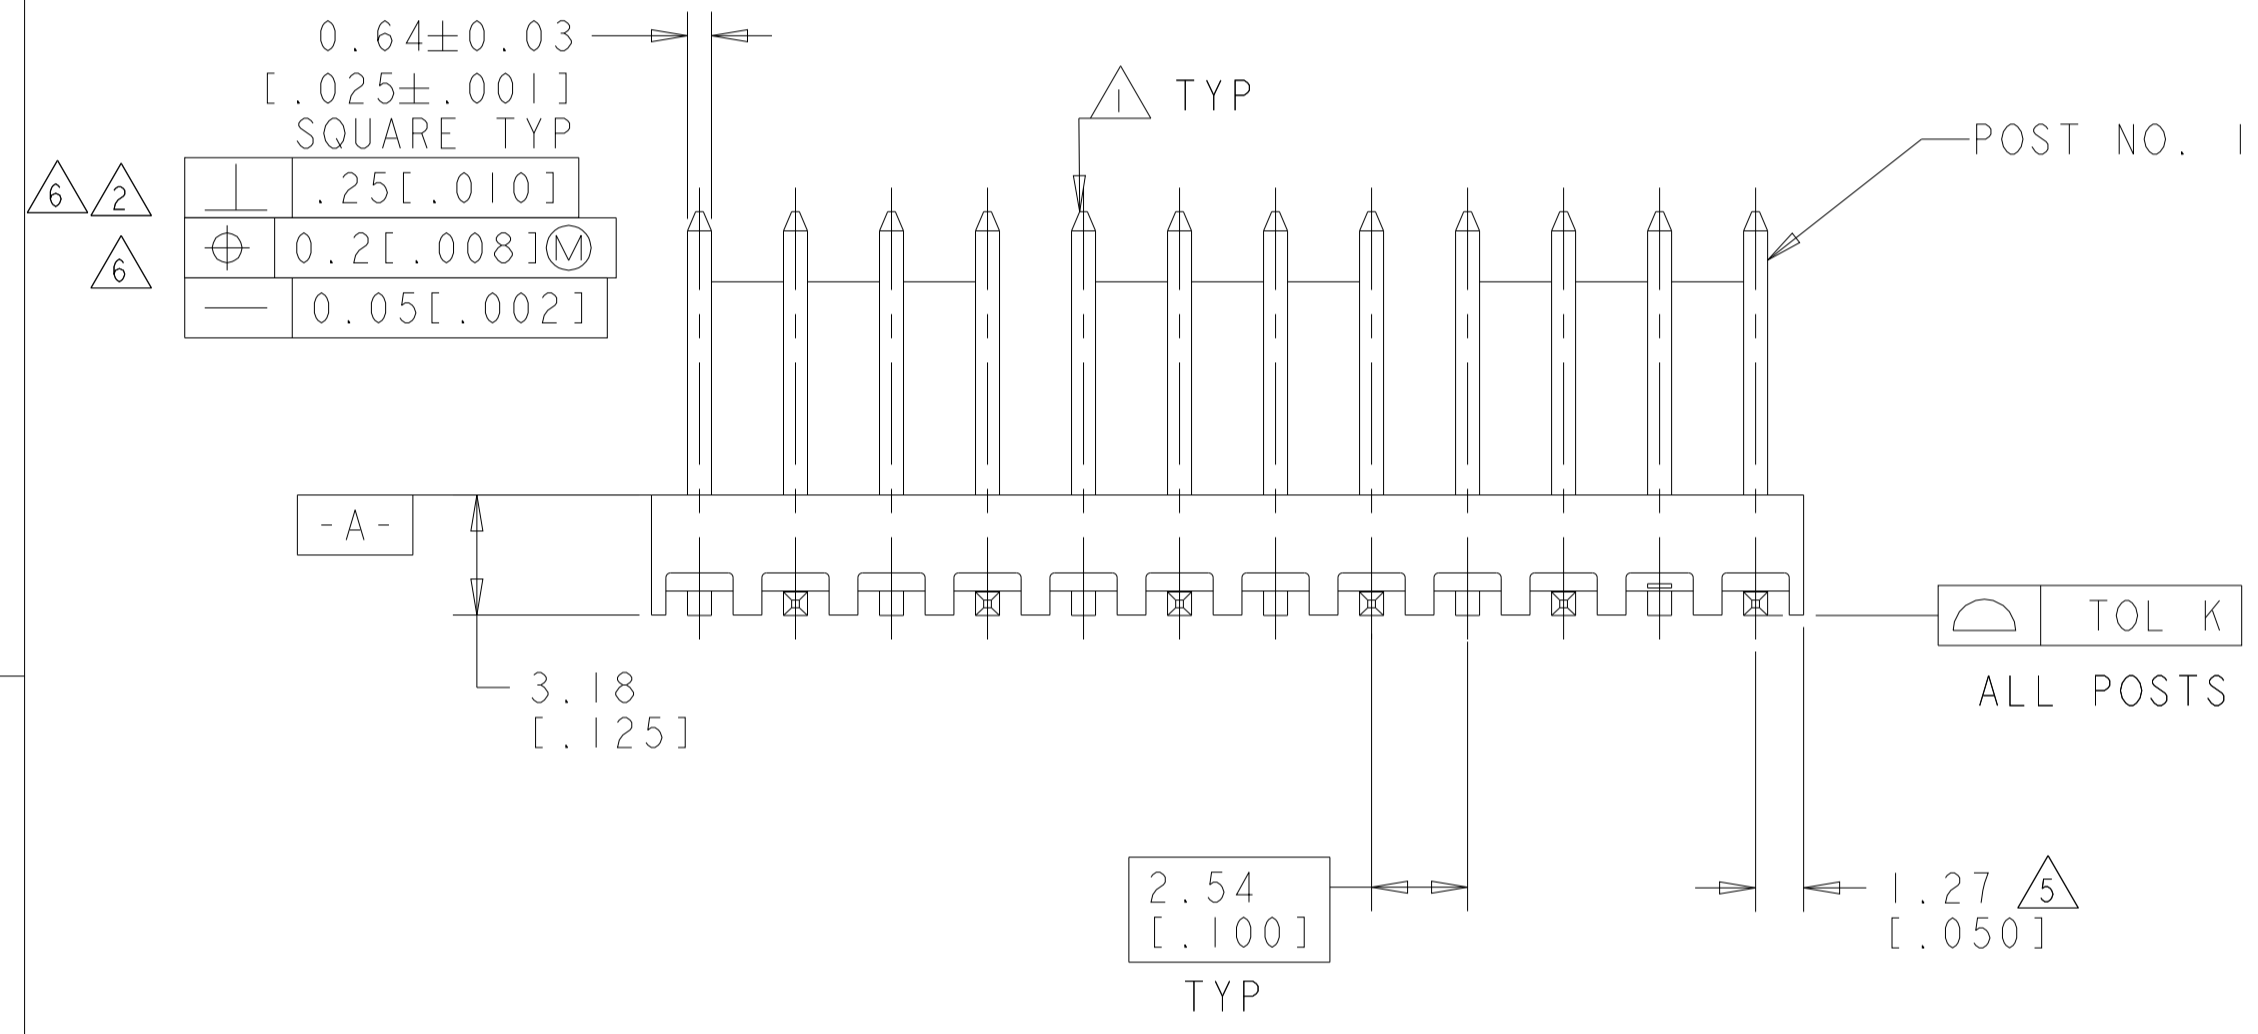 0.64±0.03
[.025±.001]
SQUARE TYP
1 TYP
POST NO. 1
6 2 ⊥ .25[.010]
6 ⌖ 0.2[.008]Ⓜ
— 0.05[.002]
-A-
3.18
[.125]
⌓ TOL K
ALL POSTS
2.54
[.100]
TYP
1.27 5
[.050]